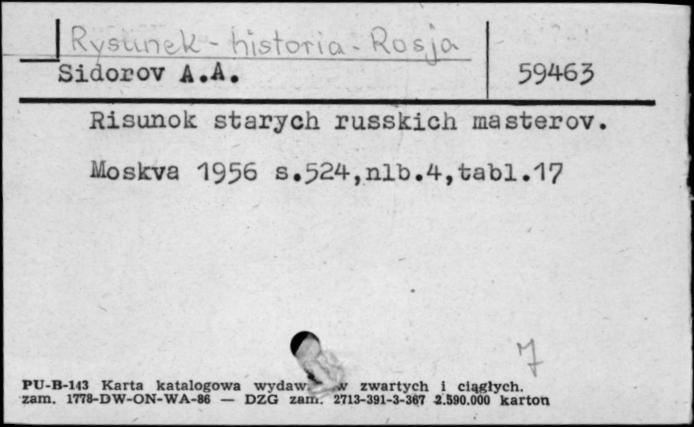 Rysunek - historia - Rosja
Sidorov A.A. 59463
Risunok starych russkich masterov.
Moskva 1956 s.524,nlb.4,tabl.17
7
PU-B-143 Karta katalogowa wydaw. w zwartych i ciągłych.
zam. 1778-DW-ON-WA-86 — DZG zam. 2713-391-3-367 2.590.000 karton